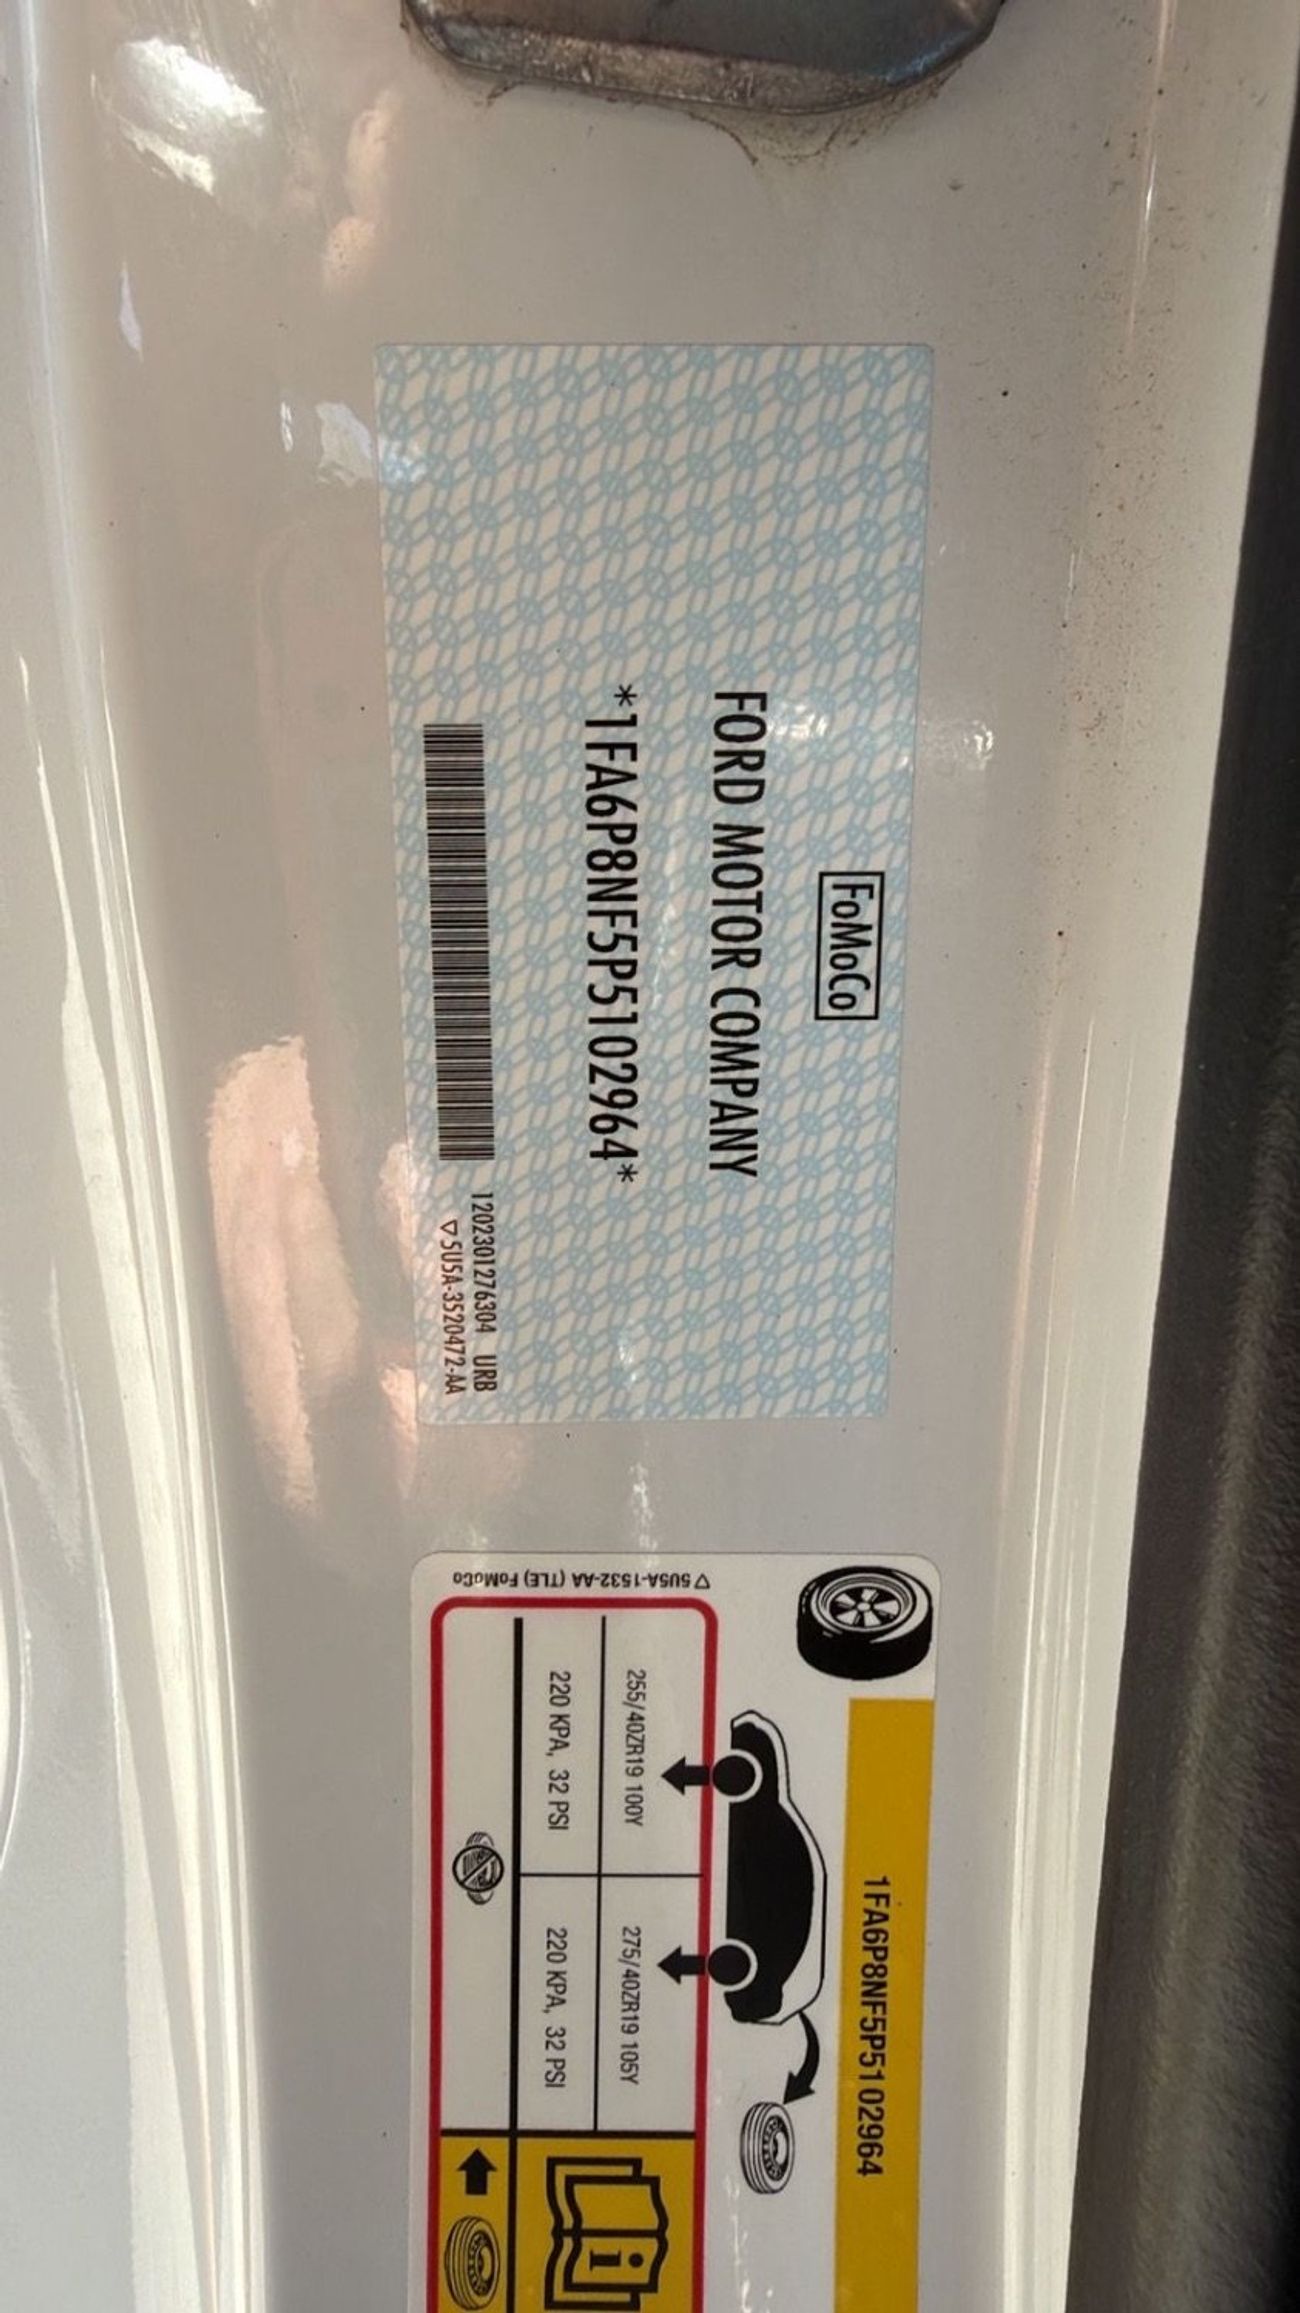 FoMoCo
FORD MOTOR COMPANY
*1FA6P8NF5P5102964*
1202301276304 URB
▽5U5A-3520472-AA
1FA6P8NF5P5102964
255/40ZR19 100Y 275/40ZR19 105Y
220 KPA, 32 PSI 220 KPA, 32 PSI
i
▽ 5U5A-1532-AA (TLE) FoMoCo